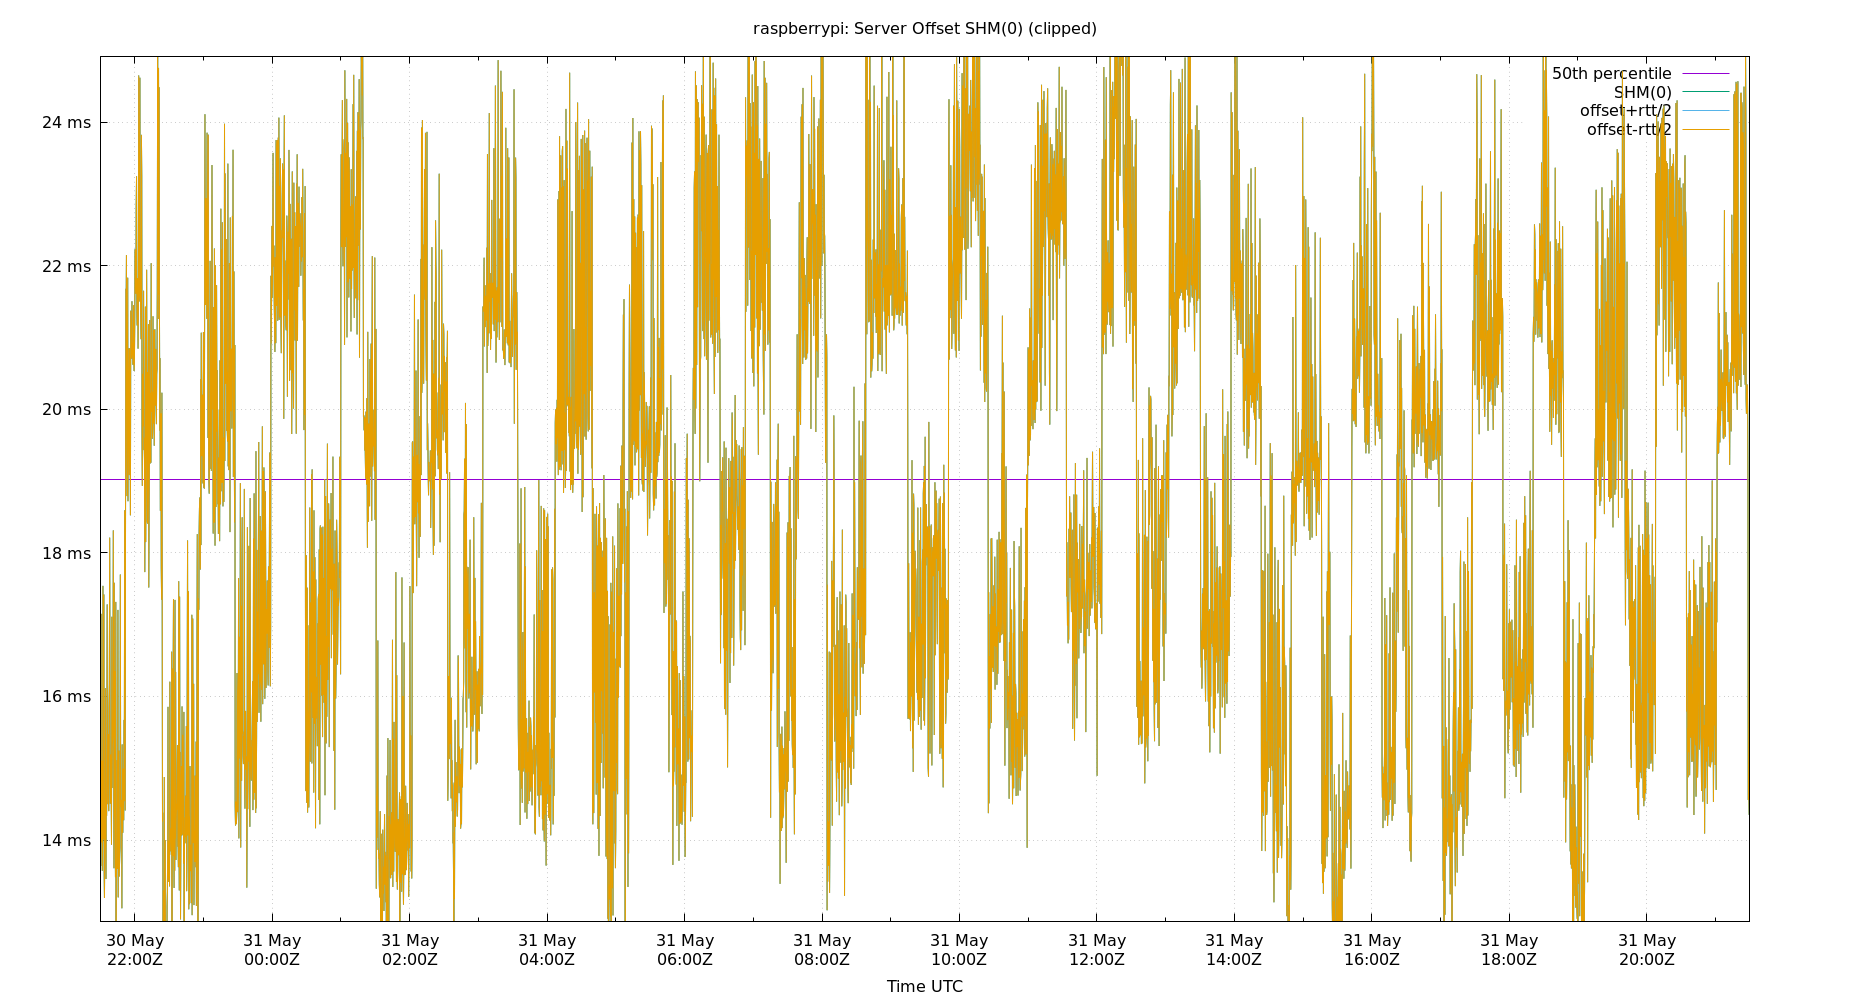 raspberrypi: Server Offset SHM(0) (clipped)
50th percentile
SHM(0)
offset+rtt/2
offset-rtt/2
24 ms
22 ms
20 ms
18 ms
16 ms
14 ms
30 May 31 May 31 May 31 May 31 May 31 May 31 May 31 May 31 May 31 May 31 May 31 May
22:00Z 00:00Z 02:00Z 04:00Z 06:00Z 08:00Z 10:00Z 12:00Z 14:00Z 16:00Z 18:00Z 20:00Z
Time UTC